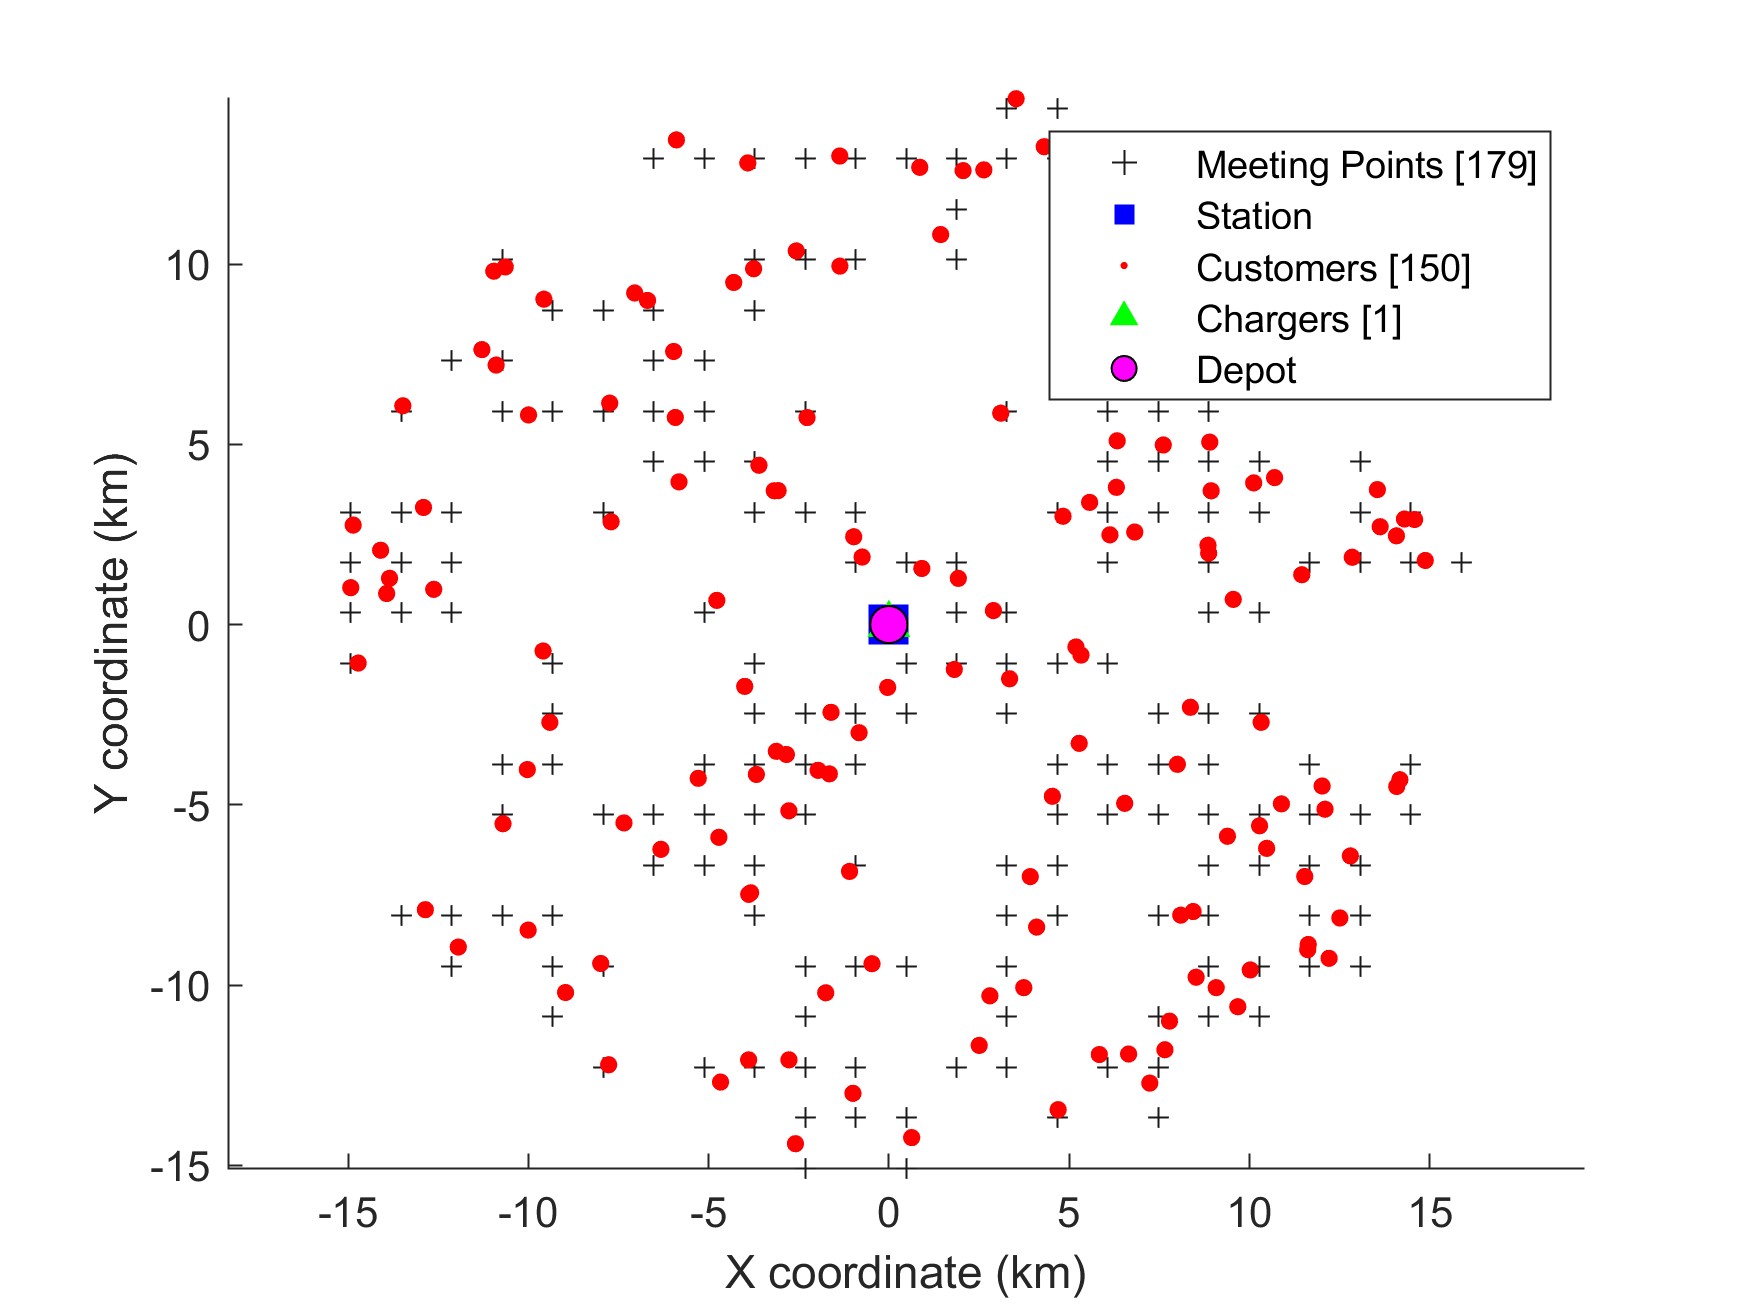 Meeting Points [179]
Station
Customers [150]
Chargers [1]
Depot
10
5
0
-5
-10
-15
Y coordinate (km)
-15 -10 -5 0 5 10 15
X coordinate (km)